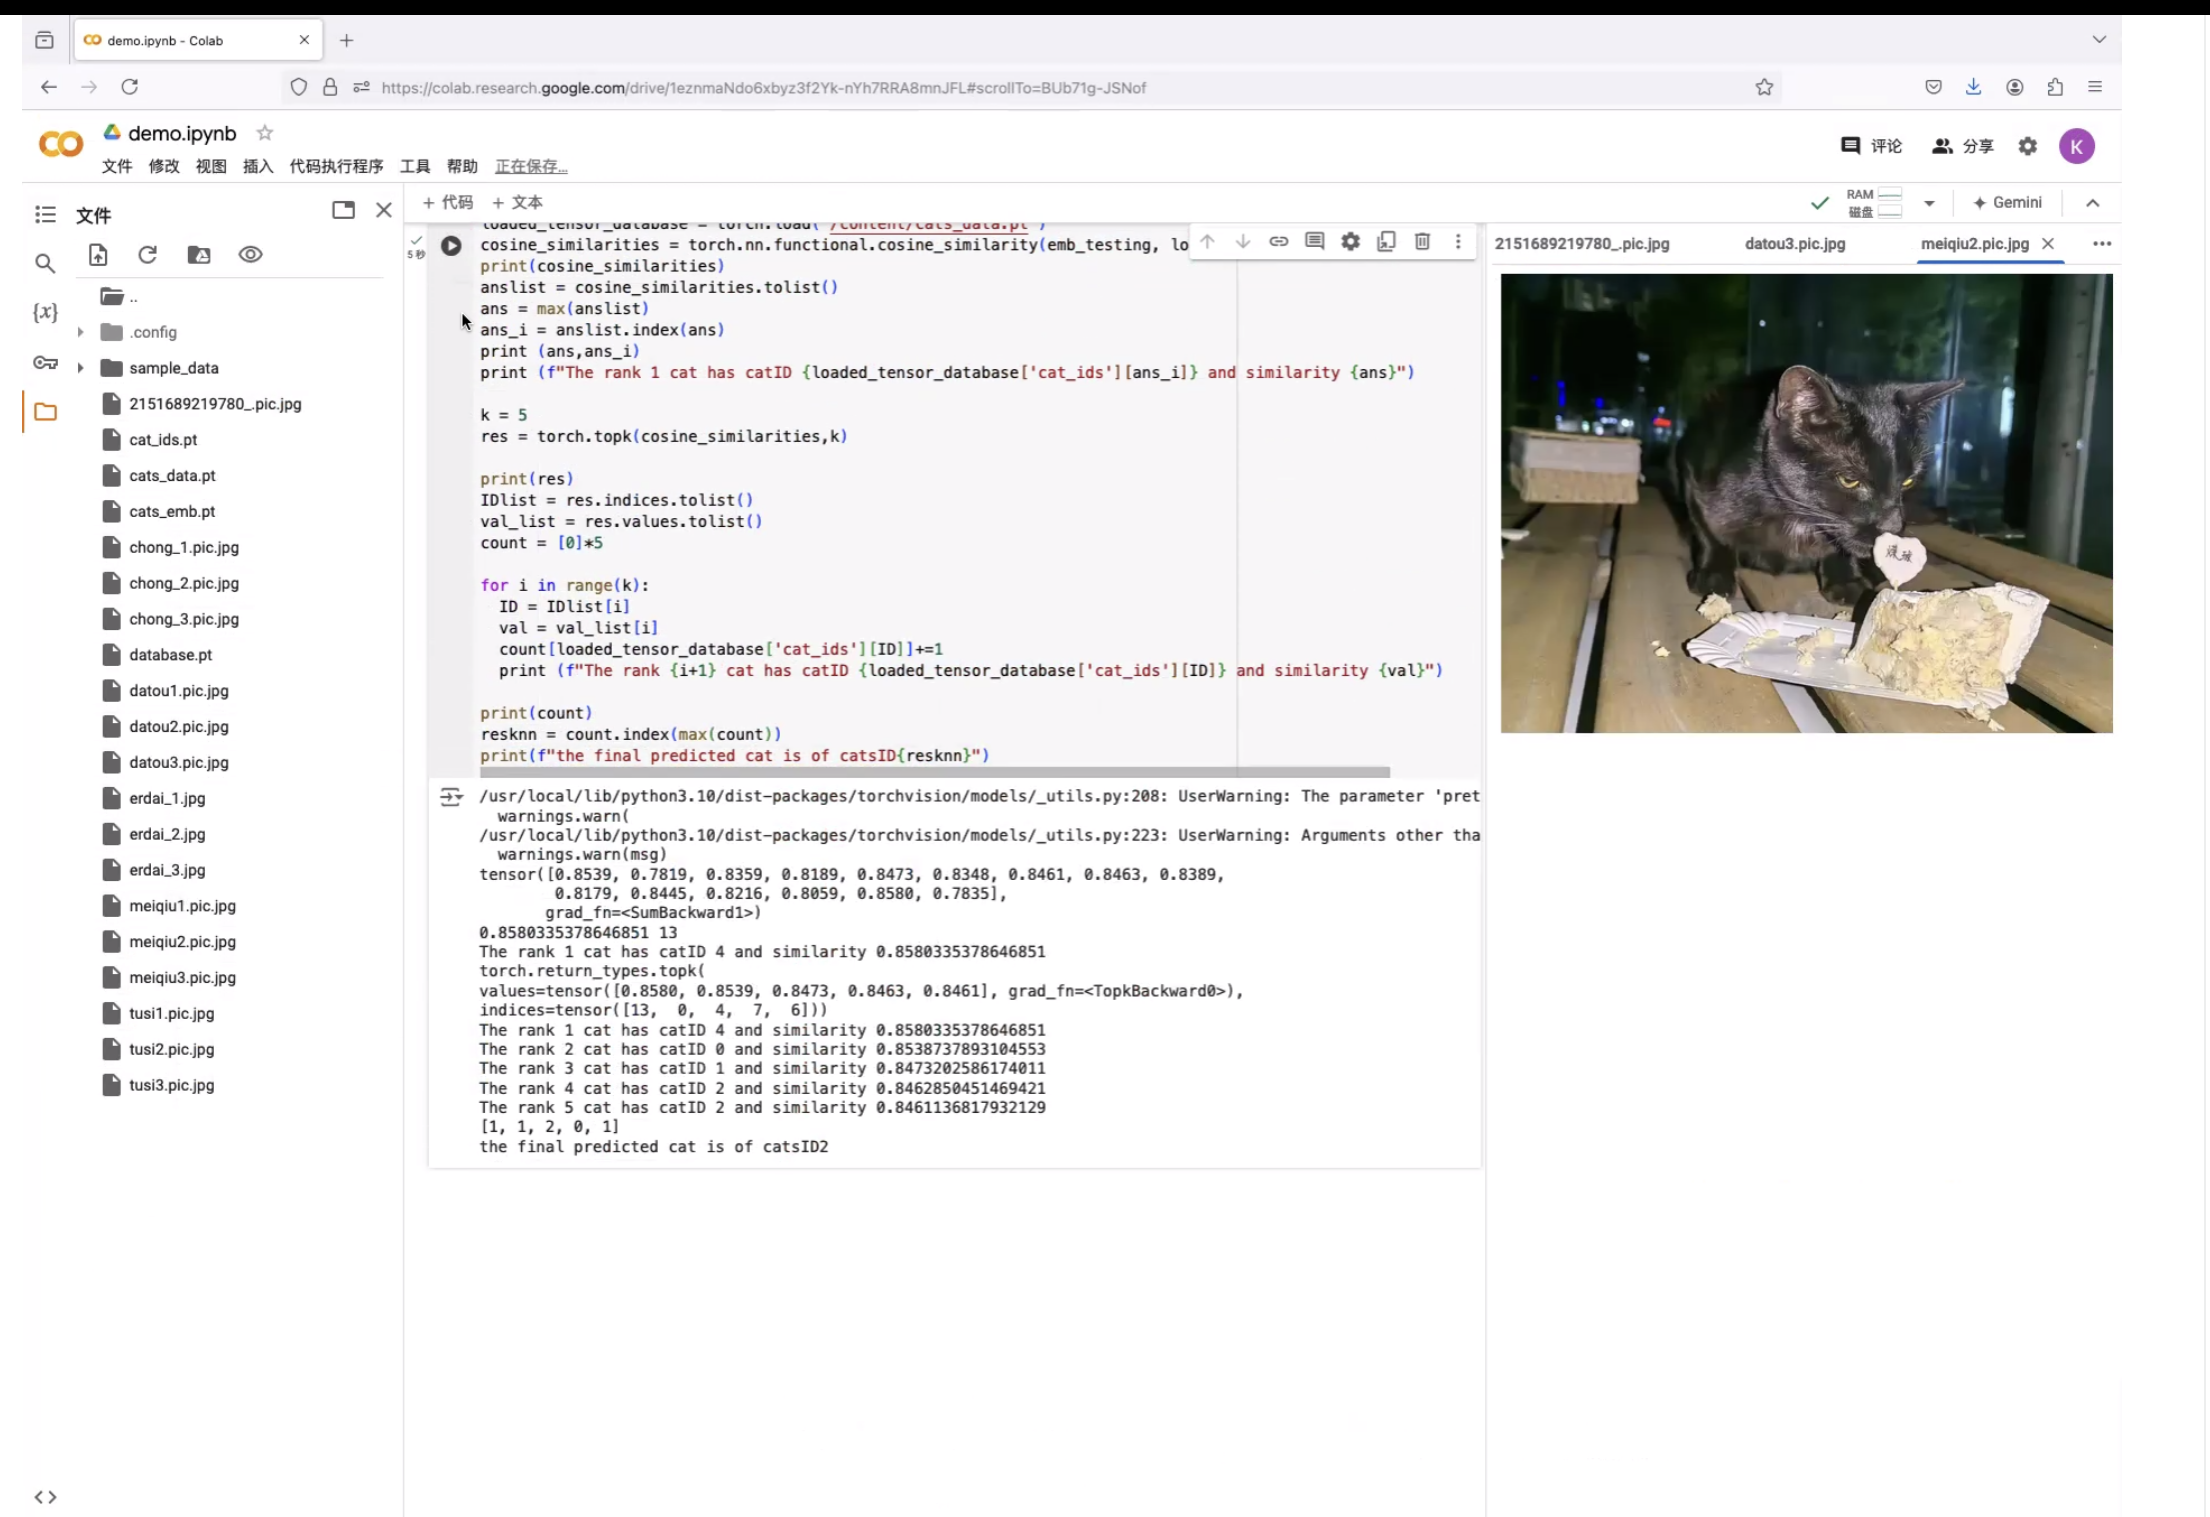 demo.ipynb - Colab
https://colab.research.google.com/drive/1eznmaNdo6xbyz3f2Yk-nYh7RRA8mnJFL#scrollTo=BUb71g-JSNof
demo.ipynb
文件 修改 视图 插入 代码执行程序 工具 帮助 正在保存...
评论 分享 K
文件
+ 代码 + 文本
RAM
磁盘
Gemini
..
.config
sample_data
2151689219780_.pic.jpg
cat_ids.pt
cats_data.pt
cats_emb.pt
chong_1.pic.jpg
chong_2.pic.jpg
chong_3.pic.jpg
database.pt
datou1.pic.jpg
datou2.pic.jpg
datou3.pic.jpg
erdai_1.jpg
erdai_2.jpg
erdai_3.jpg
meiqiu1.pic.jpg
meiqiu2.pic.jpg
meiqiu3.pic.jpg
tusi1.pic.jpg
tusi2.pic.jpg
tusi3.pic.jpg
5 秒
loaded_tensor_database = torch.load("/content/cats_data.pt")
cosine_similarities = torch.nn.functional.cosine_similarity(emb_testing, lo
print(cosine_similarities)
anslist = cosine_similarities.tolist()
ans = max(anslist)
ans_i = anslist.index(ans)
print (ans,ans_i)
print (f"The rank 1 cat has catID {loaded_tensor_database['cat_ids'][ans_i]} and similarity {ans}")
k = 5
res = torch.topk(cosine_similarities,k)
print(res)
IDlist = res.indices.tolist()
val_list = res.values.tolist()
count = [0]*5
for i in range(k):
ID = IDlist[i]
val = val_list[i]
count[loaded_tensor_database['cat_ids'][ID]]+=1
print (f"The rank {i+1} cat has catID {loaded_tensor_database['cat_ids'][ID]} and similarity {val}")
print(count)
resknn = count.index(max(count))
print(f"the final predicted cat is of catsID{resknn}")
/usr/local/lib/python3.10/dist-packages/torchvision/models/_utils.py:208: UserWarning: The parameter 'pret
warnings.warn(
/usr/local/lib/python3.10/dist-packages/torchvision/models/_utils.py:223: UserWarning: Arguments other tha
warnings.warn(msg)
tensor([0.8539, 0.7819, 0.8359, 0.8189, 0.8473, 0.8348, 0.8461, 0.8463, 0.8389,
0.8179, 0.8445, 0.8216, 0.8059, 0.8580, 0.7835],
grad_fn=<SumBackward1>)
0.8580335378646851 13
The rank 1 cat has catID 4 and similarity 0.8580335378646851
torch.return_types.topk(
values=tensor([0.8580, 0.8539, 0.8473, 0.8463, 0.8461], grad_fn=<TopkBackward0>),
indices=tensor([13, 0, 4, 7, 6]))
The rank 1 cat has catID 4 and similarity 0.8580335378646851
The rank 2 cat has catID 0 and similarity 0.8538737893104553
The rank 3 cat has catID 1 and similarity 0.8473202586174011
The rank 4 cat has catID 2 and similarity 0.8462850451469421
The rank 5 cat has catID 2 and similarity 0.8461136817932129
[1, 1, 2, 0, 1]
the final predicted cat is of catsID2
2151689219780_.pic.jpg datou3.pic.jpg meiqiu2.pic.jpg